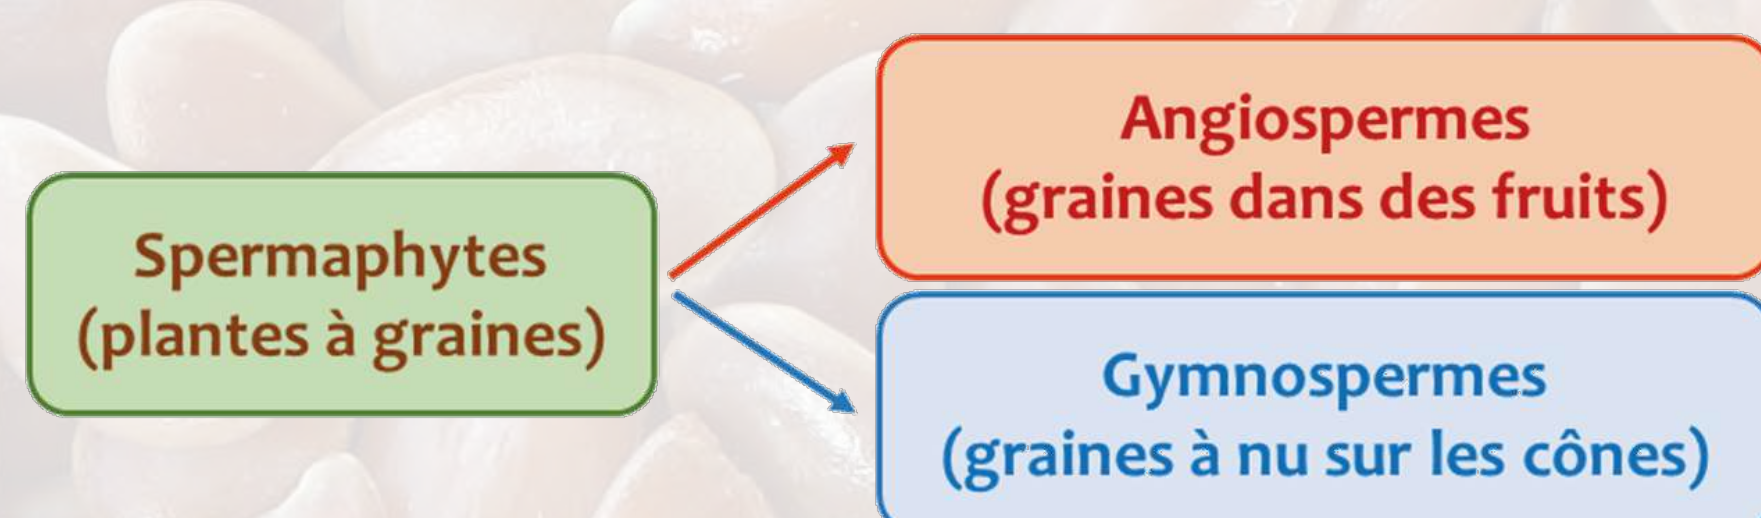 Spermaphytes
(plantes à graines)
Angiospermes
(graines dans des fruits)
Gymnospermes
(graines à nu sur les cônes)